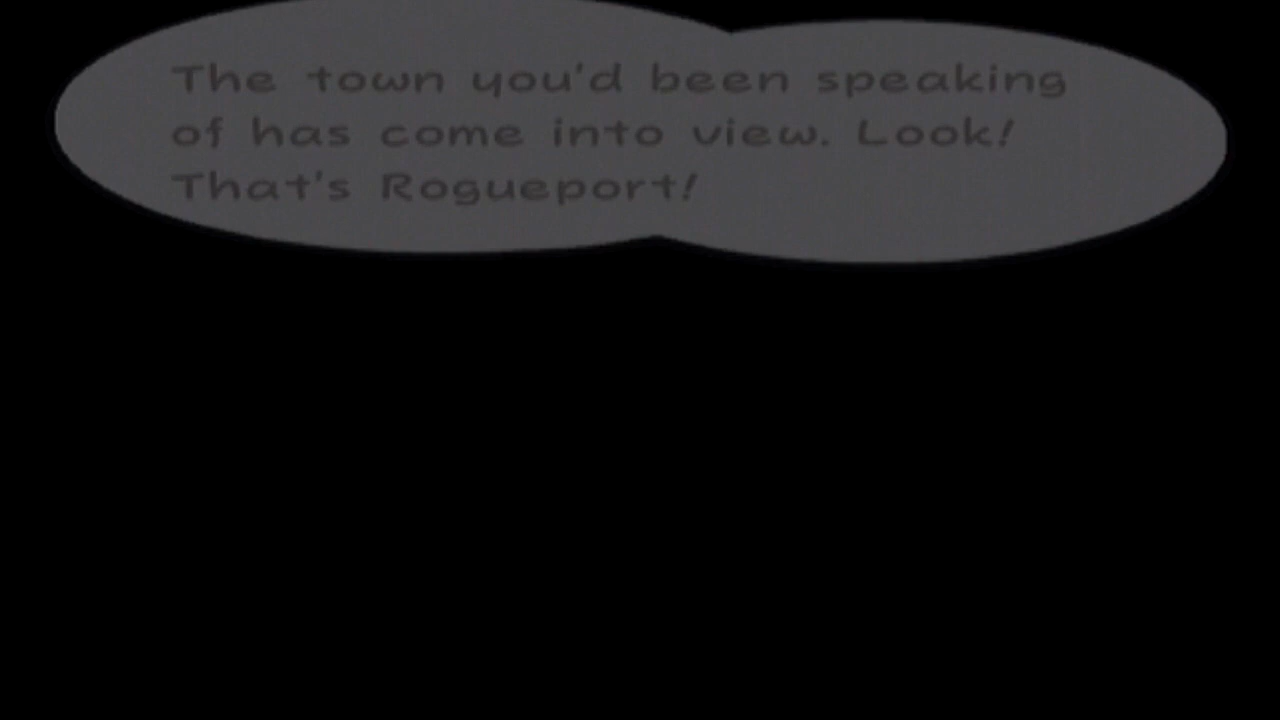 The town you'd been speaking
of has come into view. Look!
That's Rogueport!